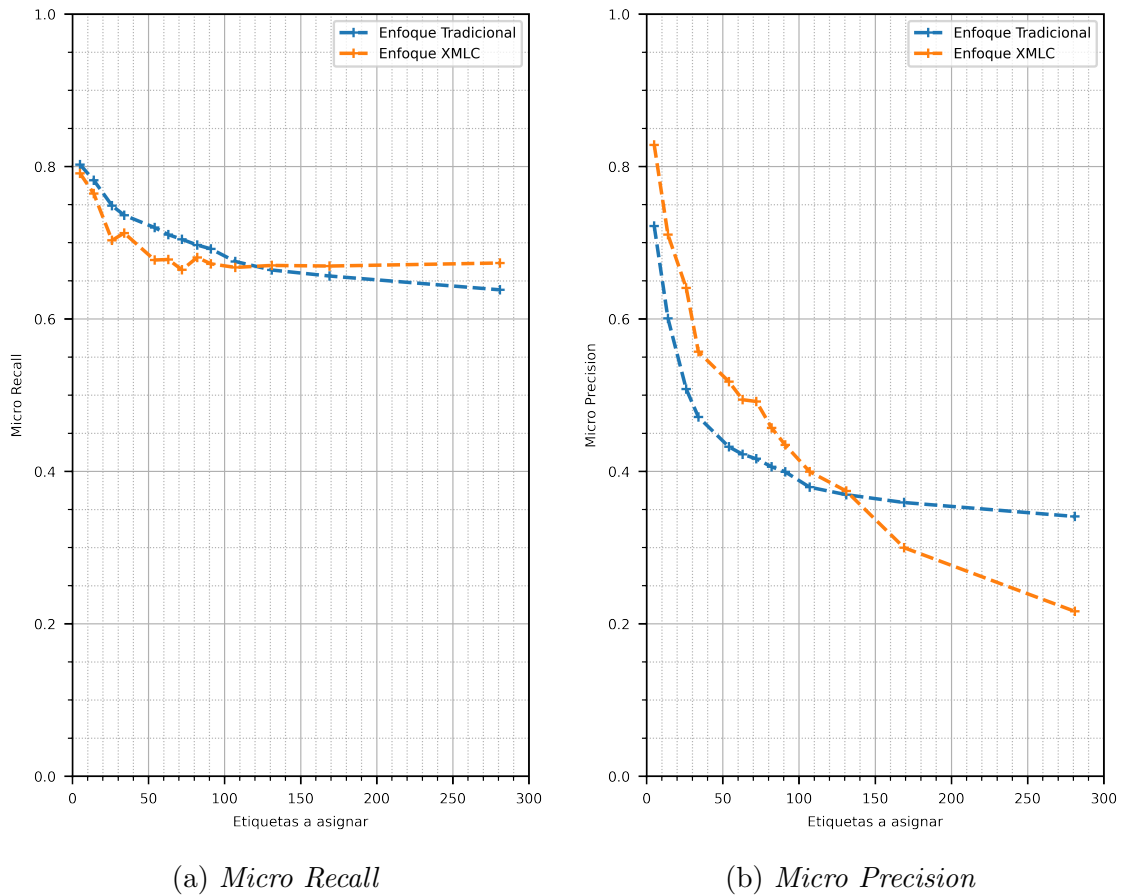 1.0
0.8
0.6
0.4
0.2
0.0
Micro Recall
0
50
100
150
200
250
300
Etiquetas a asignar
Enfoque Tradicional
Enfoque XMLC
(a) Micro Recall
1.0
0.8
0.6
0.4
0.2
0.0
Micro Precision
0
50
100
150
200
250
300
Etiquetas a asignar
Enfoque Tradicional
Enfoque XMLC
(b) Micro Precision